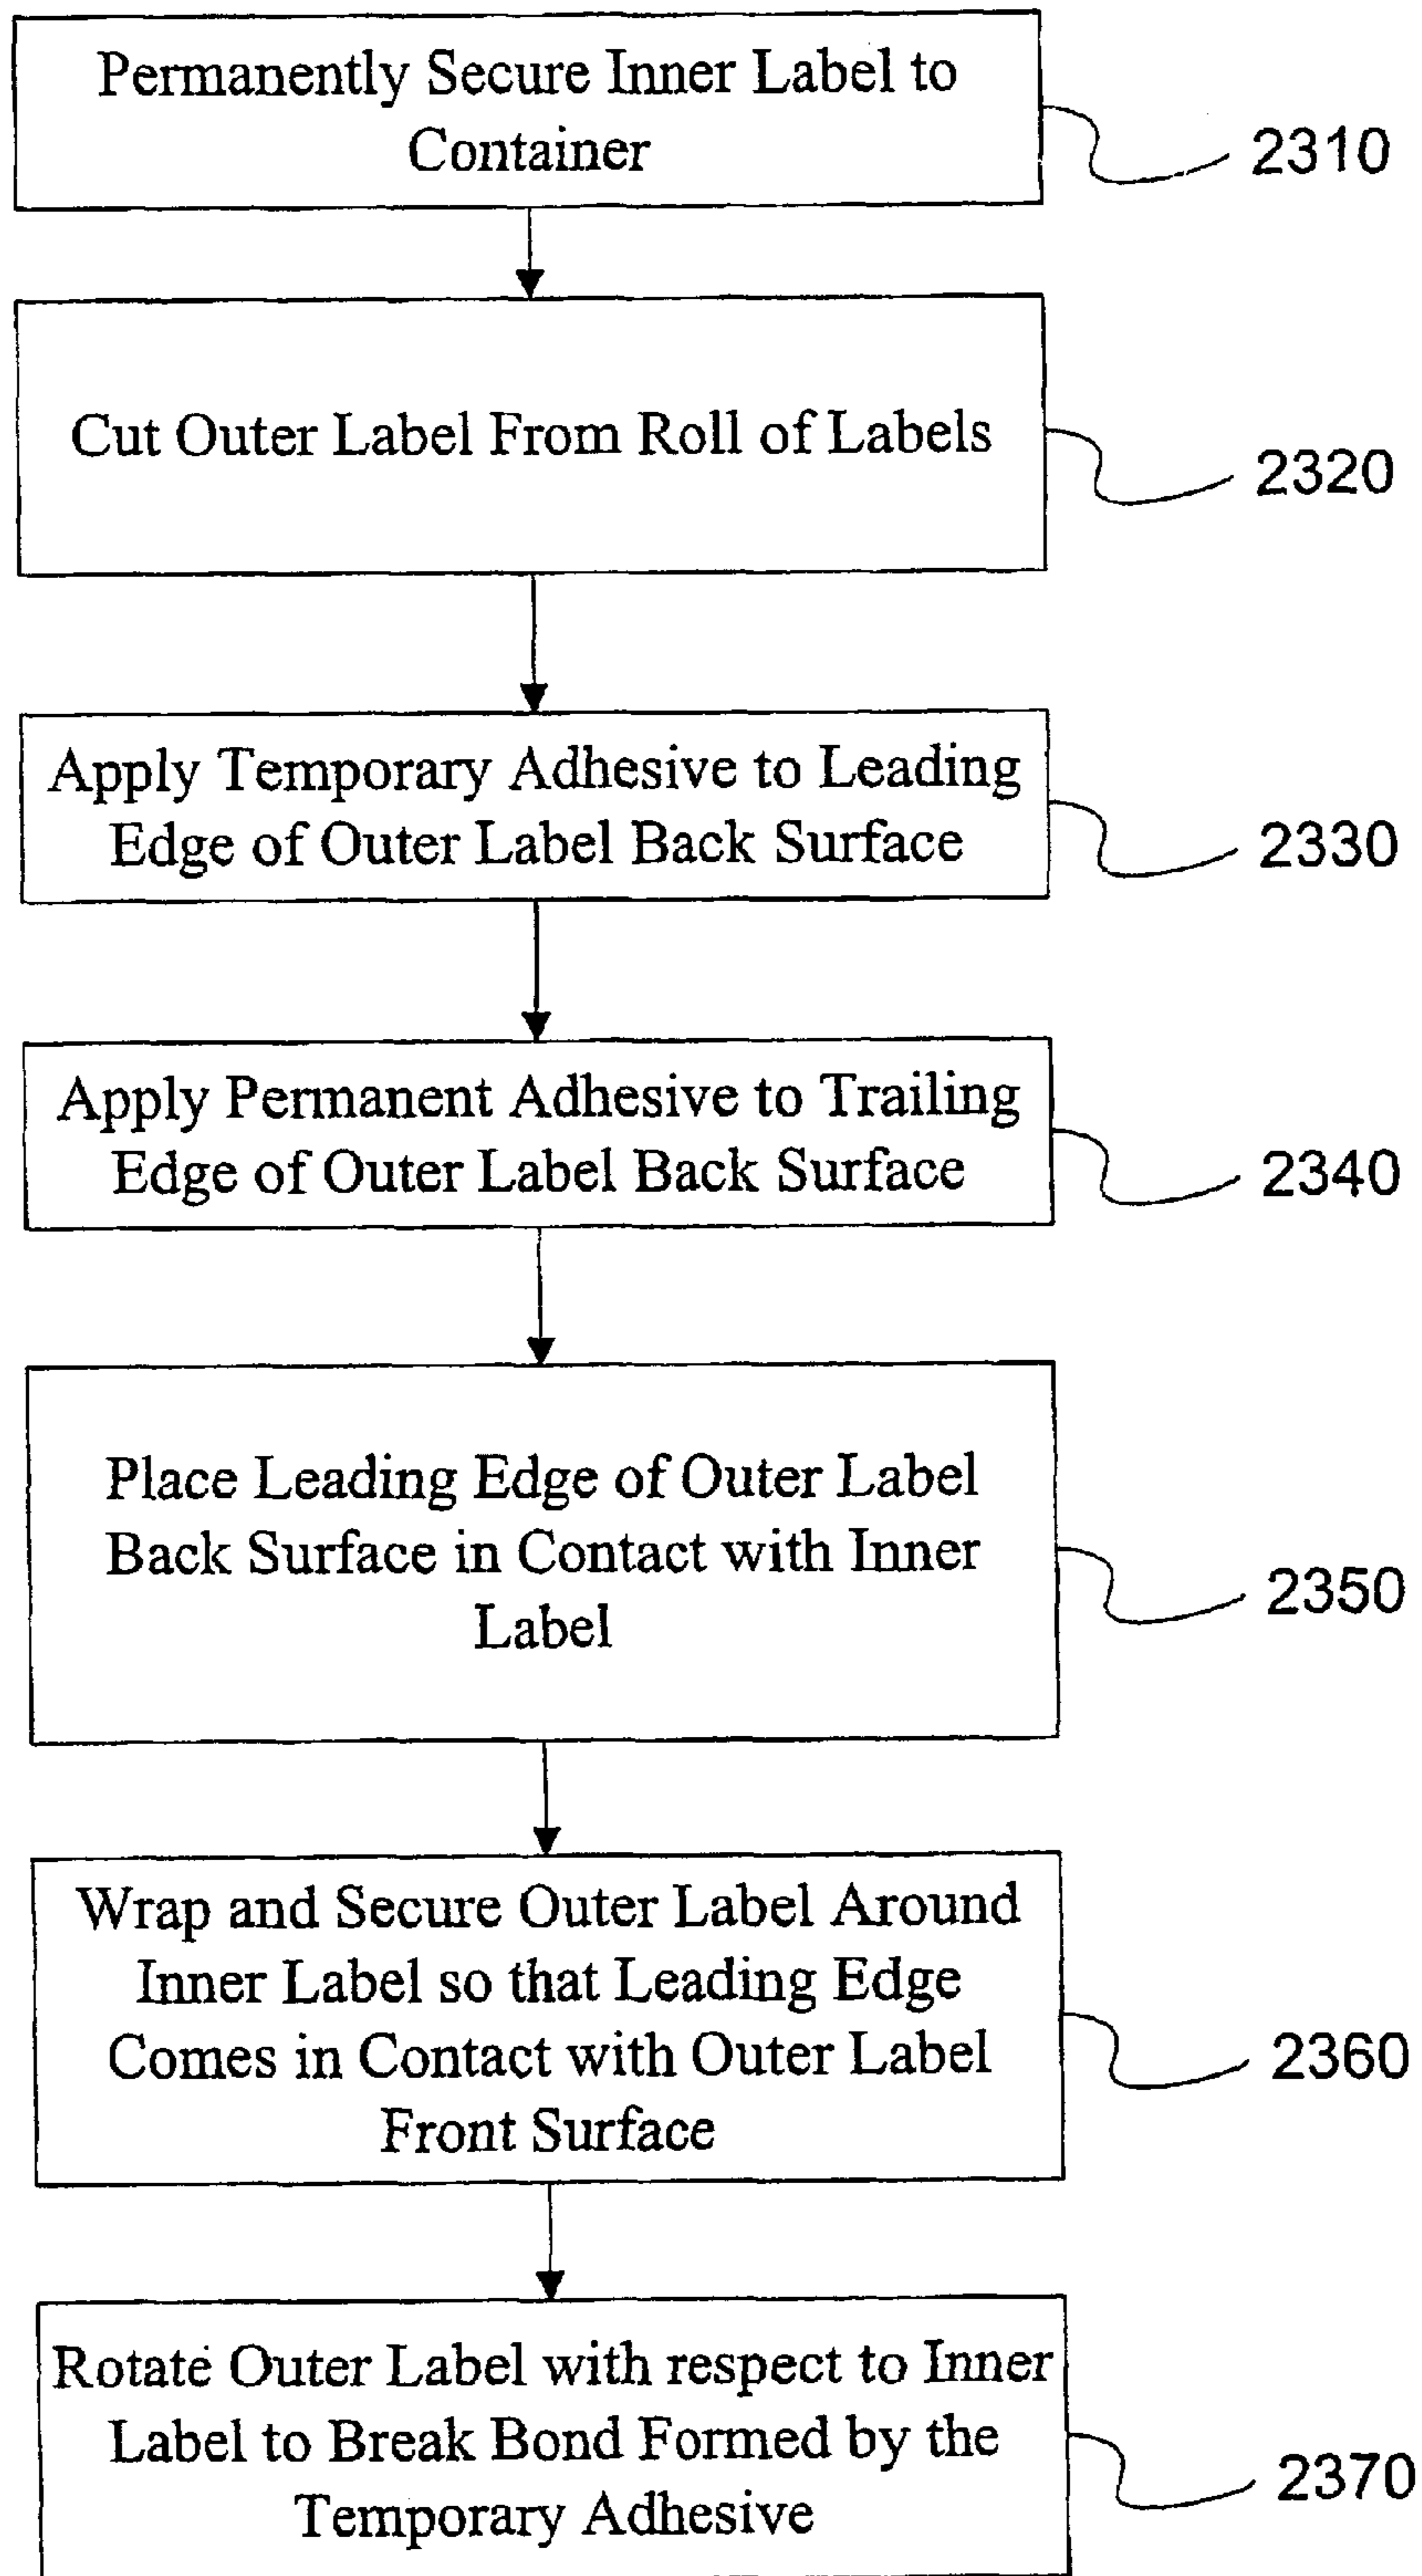 Permanently Secure Inner Label to
Container
2310
Cut Outer Label From Roll of Labels
2320
Apply Temporary Adhesive to Leading
Edge of Outer Label Back Surface
2330
Apply Permanent Adhesive to Trailing
Edge of Outer Label Back Surface
2340
Place Leading Edge of Outer Label
Back Surface in Contact with Inner
Label
2350
Wrap and Secure Outer Label Around
Inner Label so that Leading Edge
Comes in Contact with Outer Label
Front Surface
2360
Rotate Outer Label with respect to Inner
Label to Break Bond Formed by the
Temporary Adhesive
2370